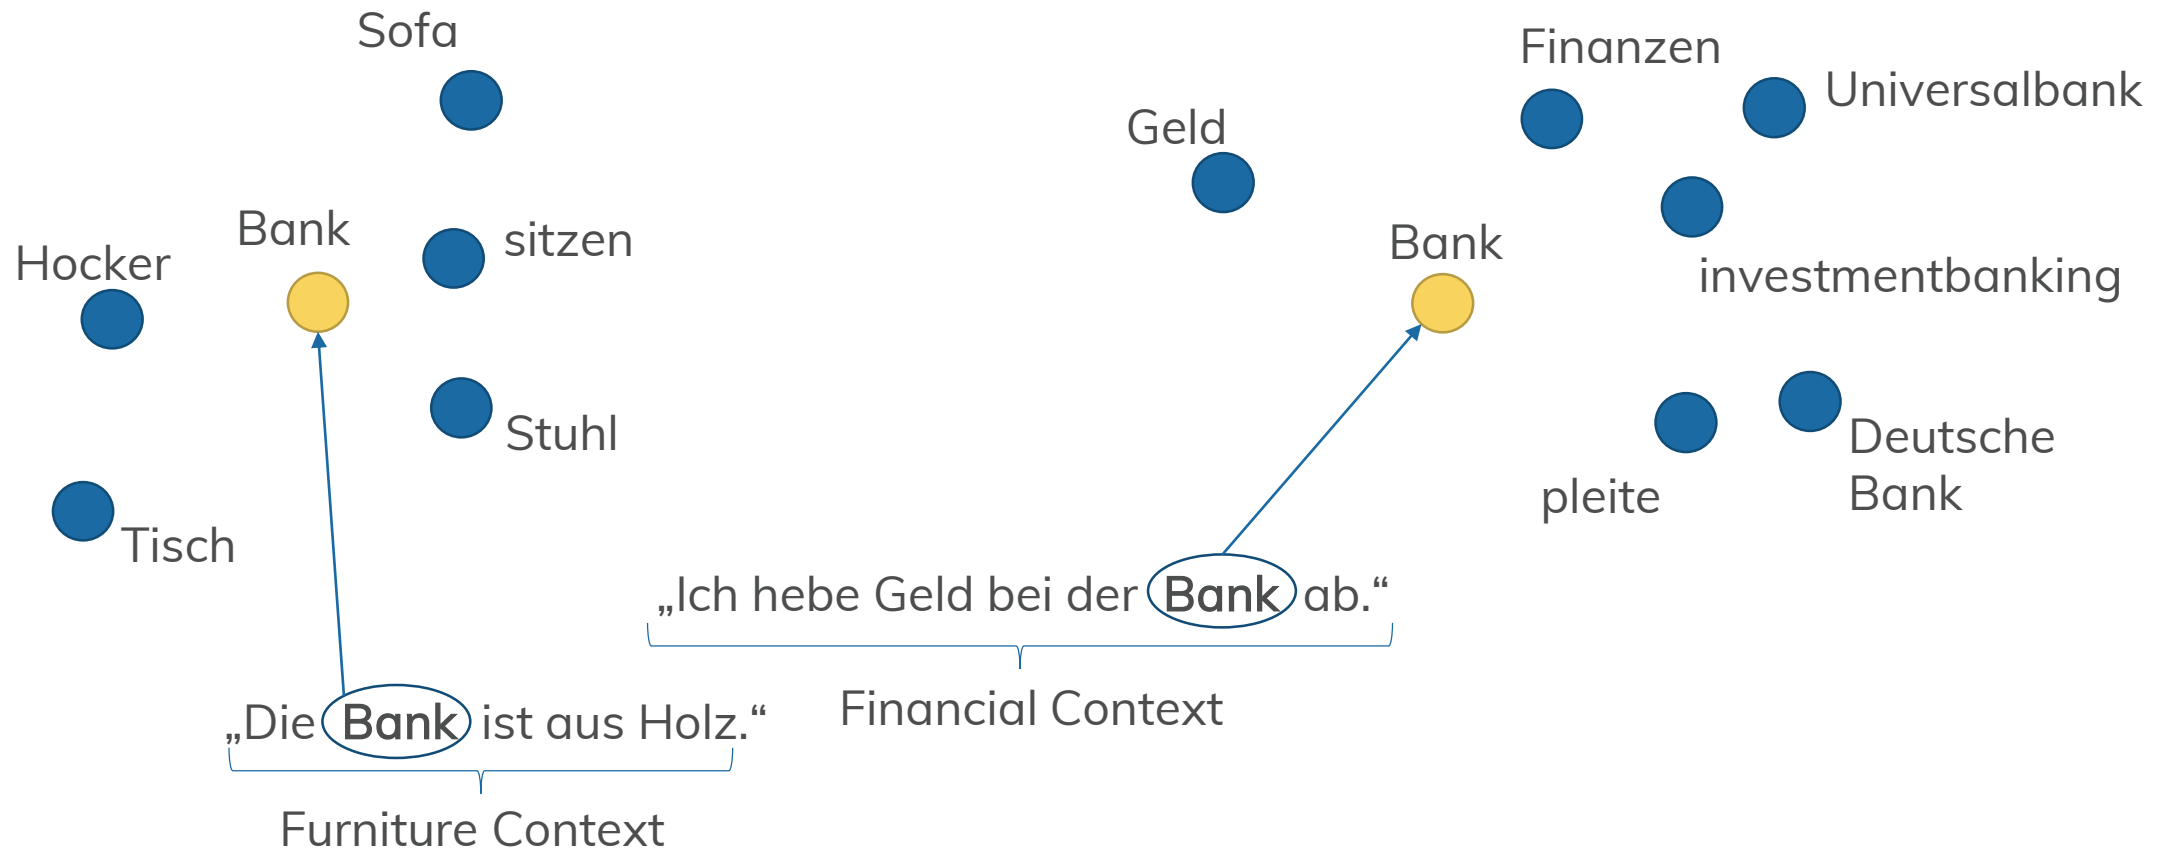 Sofa
Bank
sitzen
Hocker
Stuhl
Tisch
Finanzen
Universalbank
Geld
Bank
investmentbanking
Deutsche
Bank
pleite
„Ich hebe Geld bei der Bank ab.“
Financial Context
„Die Bank ist aus Holz.“
Furniture Context